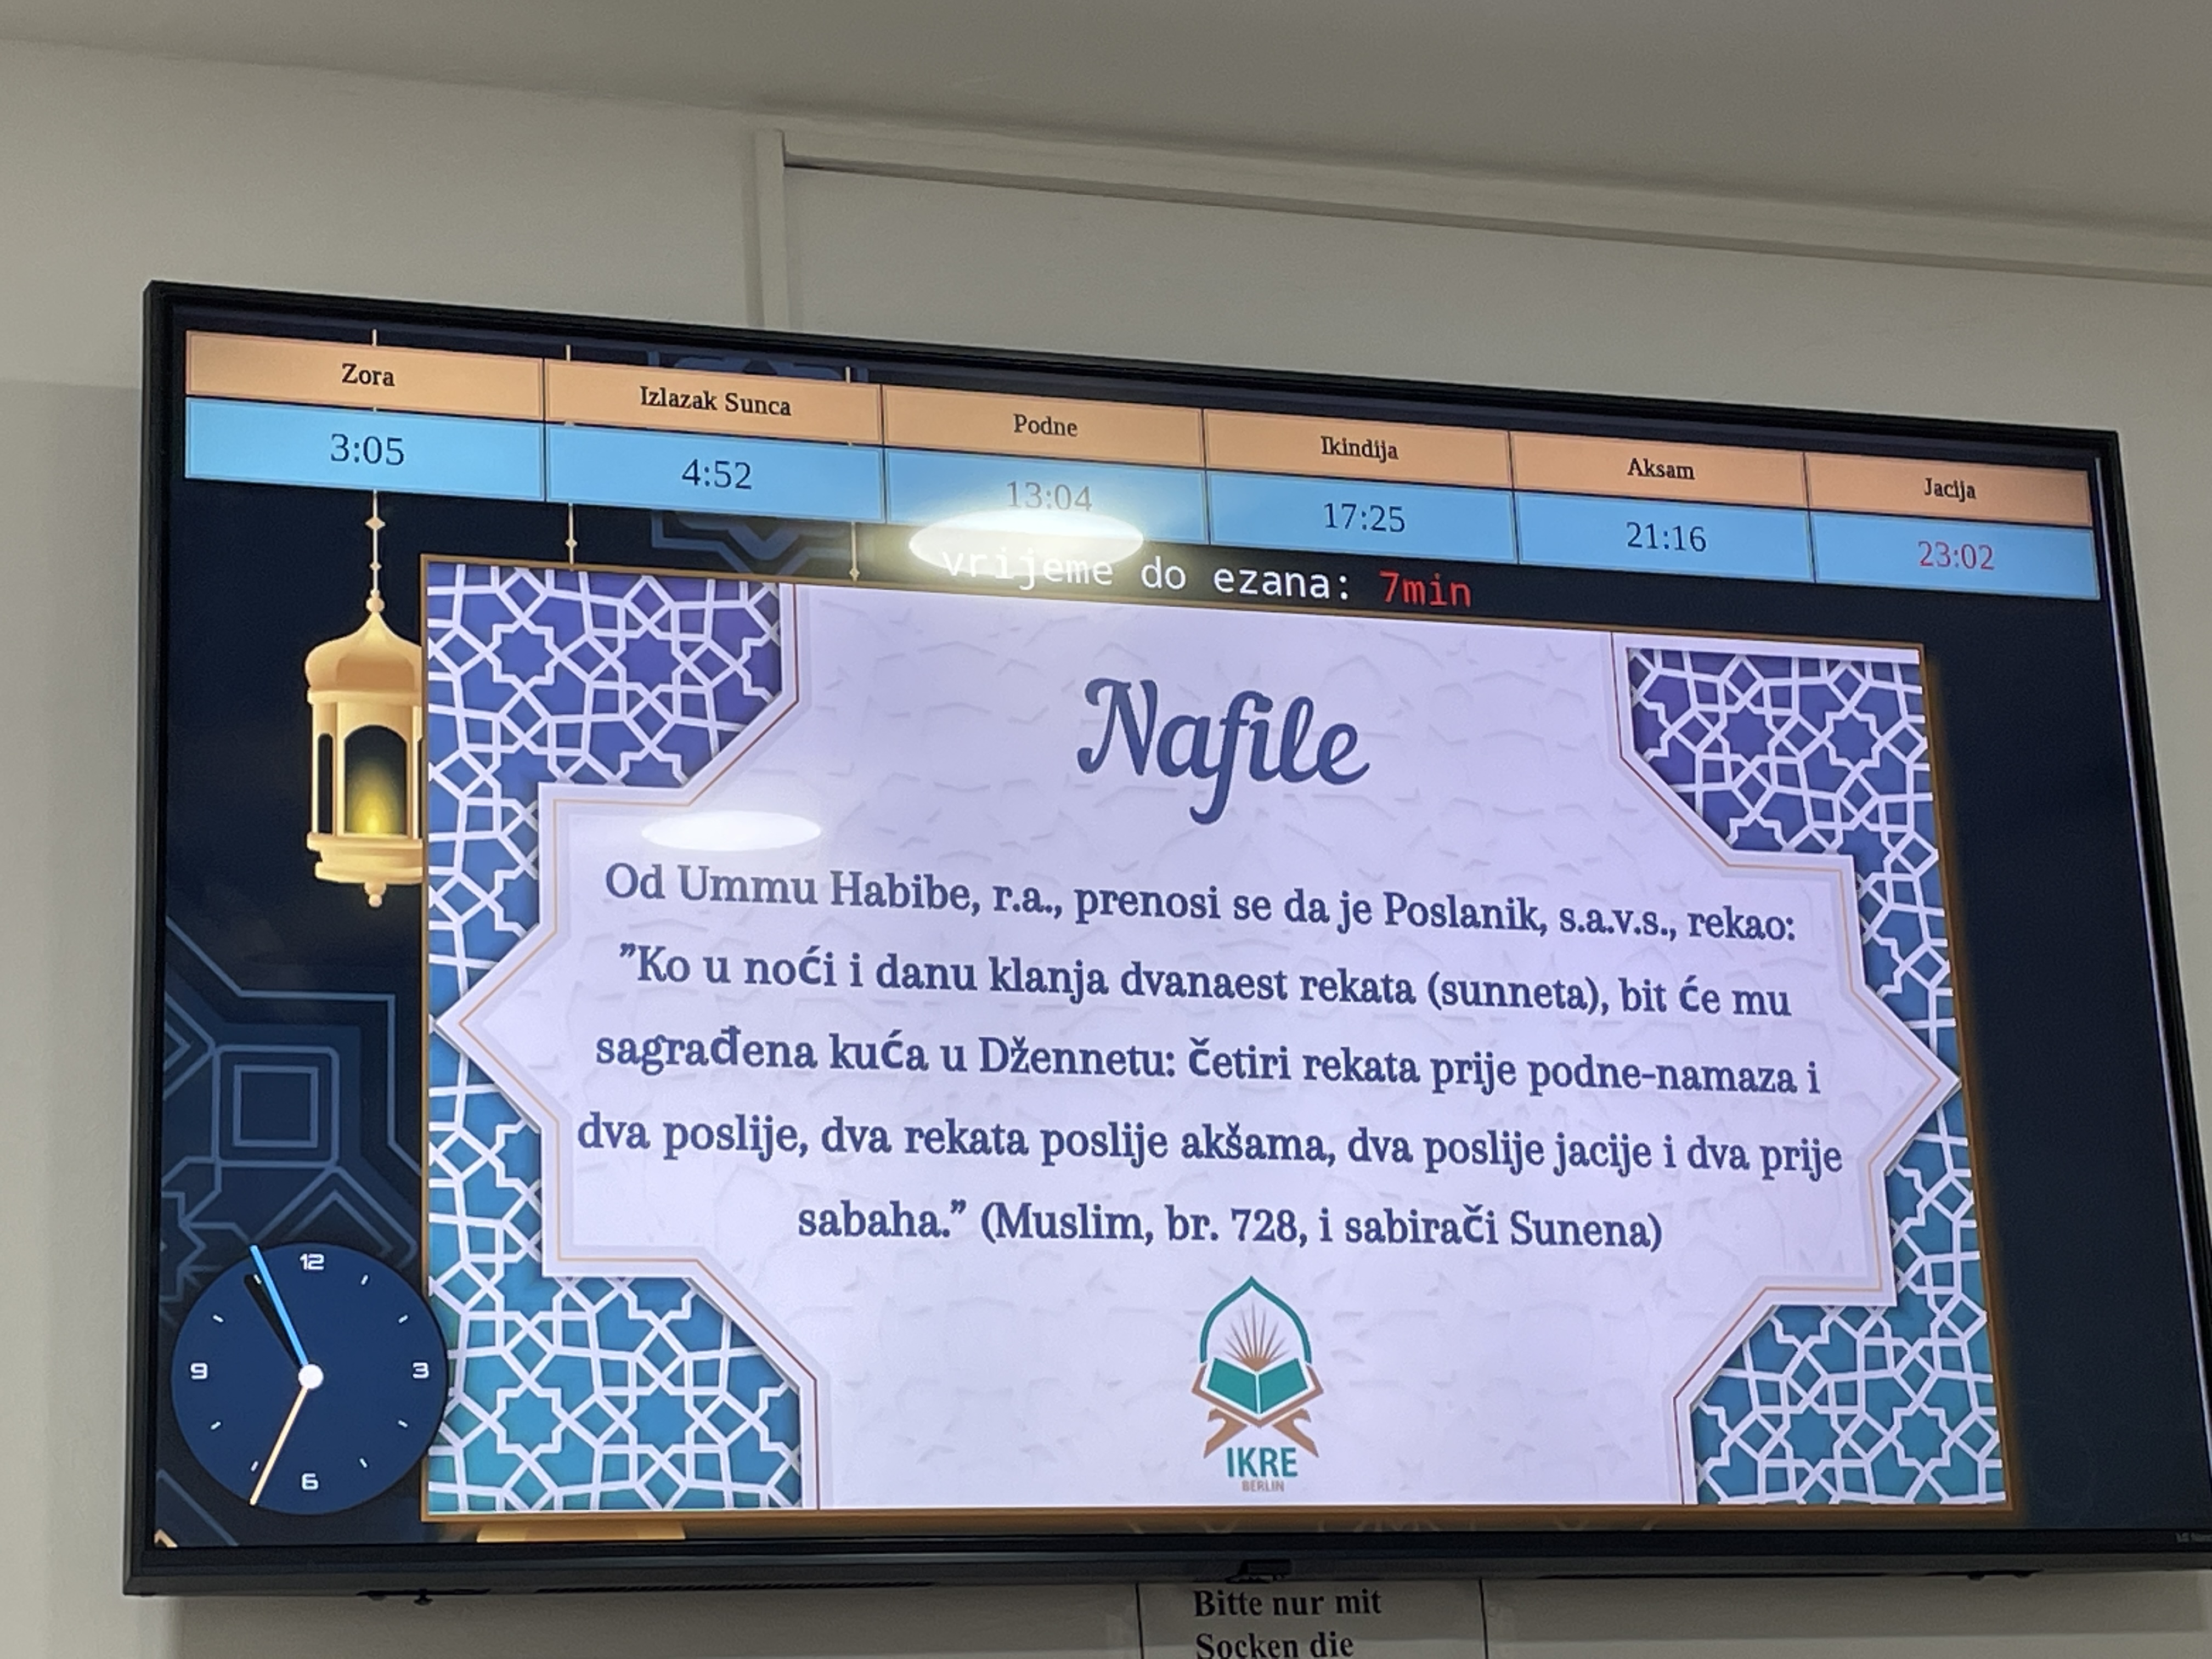 Zora
Izlazak Sunca
Podne
Ikindija
Aksam
Jacija
3:05
4:52
13:04
17:25
21:16
23:02
vrijeme do ezana: 7min
Nafile
Od Ummu Habibe, r.a., prenosi se da je Poslanik, s.a.v.s., rekao:
”Ko u noći i danu klanja dvanaest rekata (sunneta), bit će mu
sagrađena kuća u Džennetu: četiri rekata prije podne-namaza i
dva poslije, dva rekata poslije akšama, dva poslije jacije i dva prije
sabaha.” (Muslim, br. 728, i sabirači Sunena)
12
9
3
6
IKRE
BERLIN
Bitte nur mit
Socken die